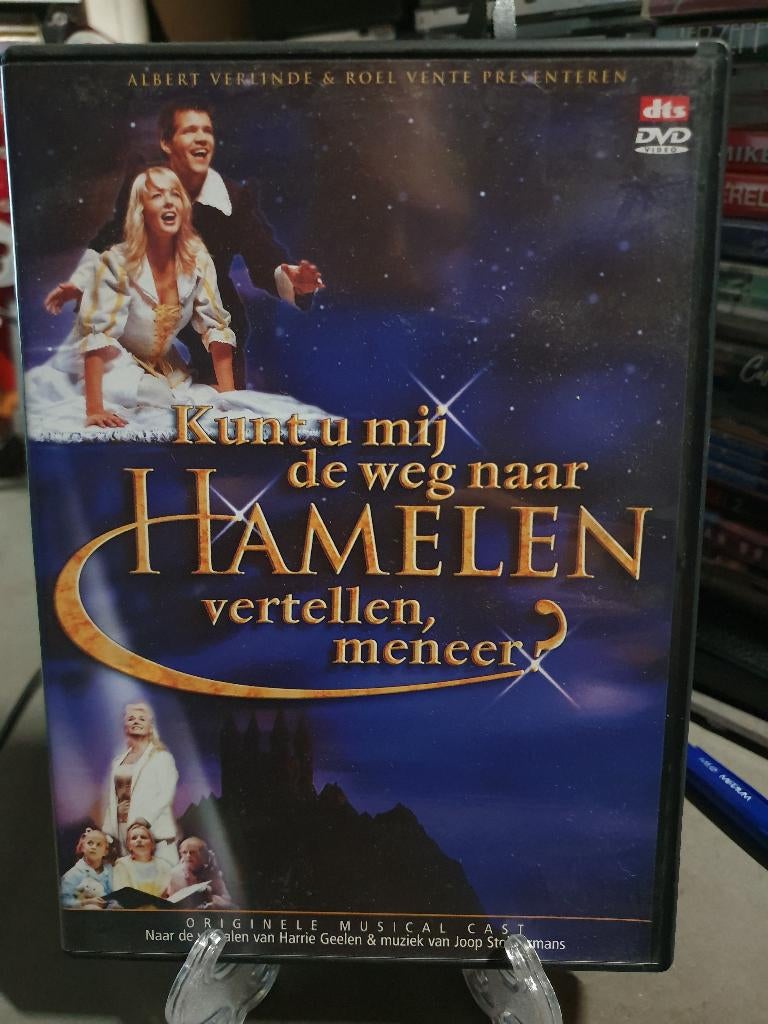 ALBERT VERLINDE & ROEL VENTE PRESENTEREN
dts
DVD
VIDEO
Kunt u mij
de weg naar
HAMELEN
vertellen,
meneer?
ORIGINELE MUSICAL CAST
Naar de van Harrie Geelen & muziek van Joop
MEDIUM